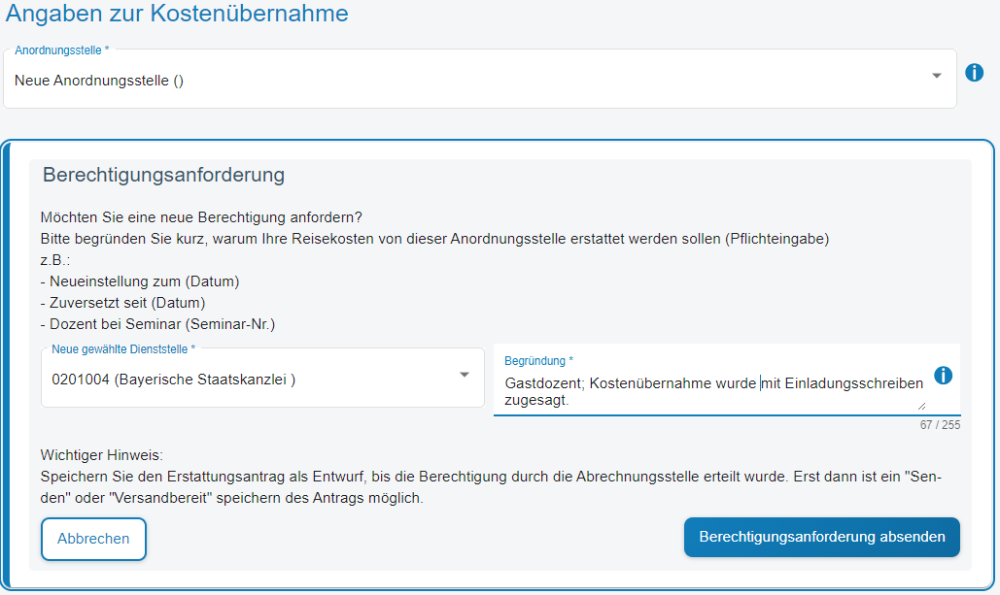 Angaben zur Kostenübernahme
Anordnungsstelle *
Neue Anordnungsstelle ()
Berechtigungsanforderung
Möchten Sie eine neue Berechtigung anfordern?
Bitte begründen Sie kurz, warum Ihre Reisekosten von dieser Anordnungsstelle erstattet werden sollen (Pflichteingabe)
z.B.:
- Neueinstellung zum (Datum)
- Zuversetzt seit (Datum)
- Dozent bei Seminar (Seminar-Nr.)
Neue gewählte Dienststelle *
0201004 (Bayerische Staatskanzlei )
Begründung *
Gastdozent; Kostenübernahme wurde mit Einladungsschreiben
zugesagt.
67 / 255
Wichtiger Hinweis:
Speichern Sie den Erstattungsantrag als Entwurf, bis die Berechtigung durch die Abrechnungsstelle erteilt wurde. Erst dann ist ein "Sen-
den" oder "Versandbereit" speichern des Antrags möglich.
Abbrechen
Berechtigungsanforderung absenden